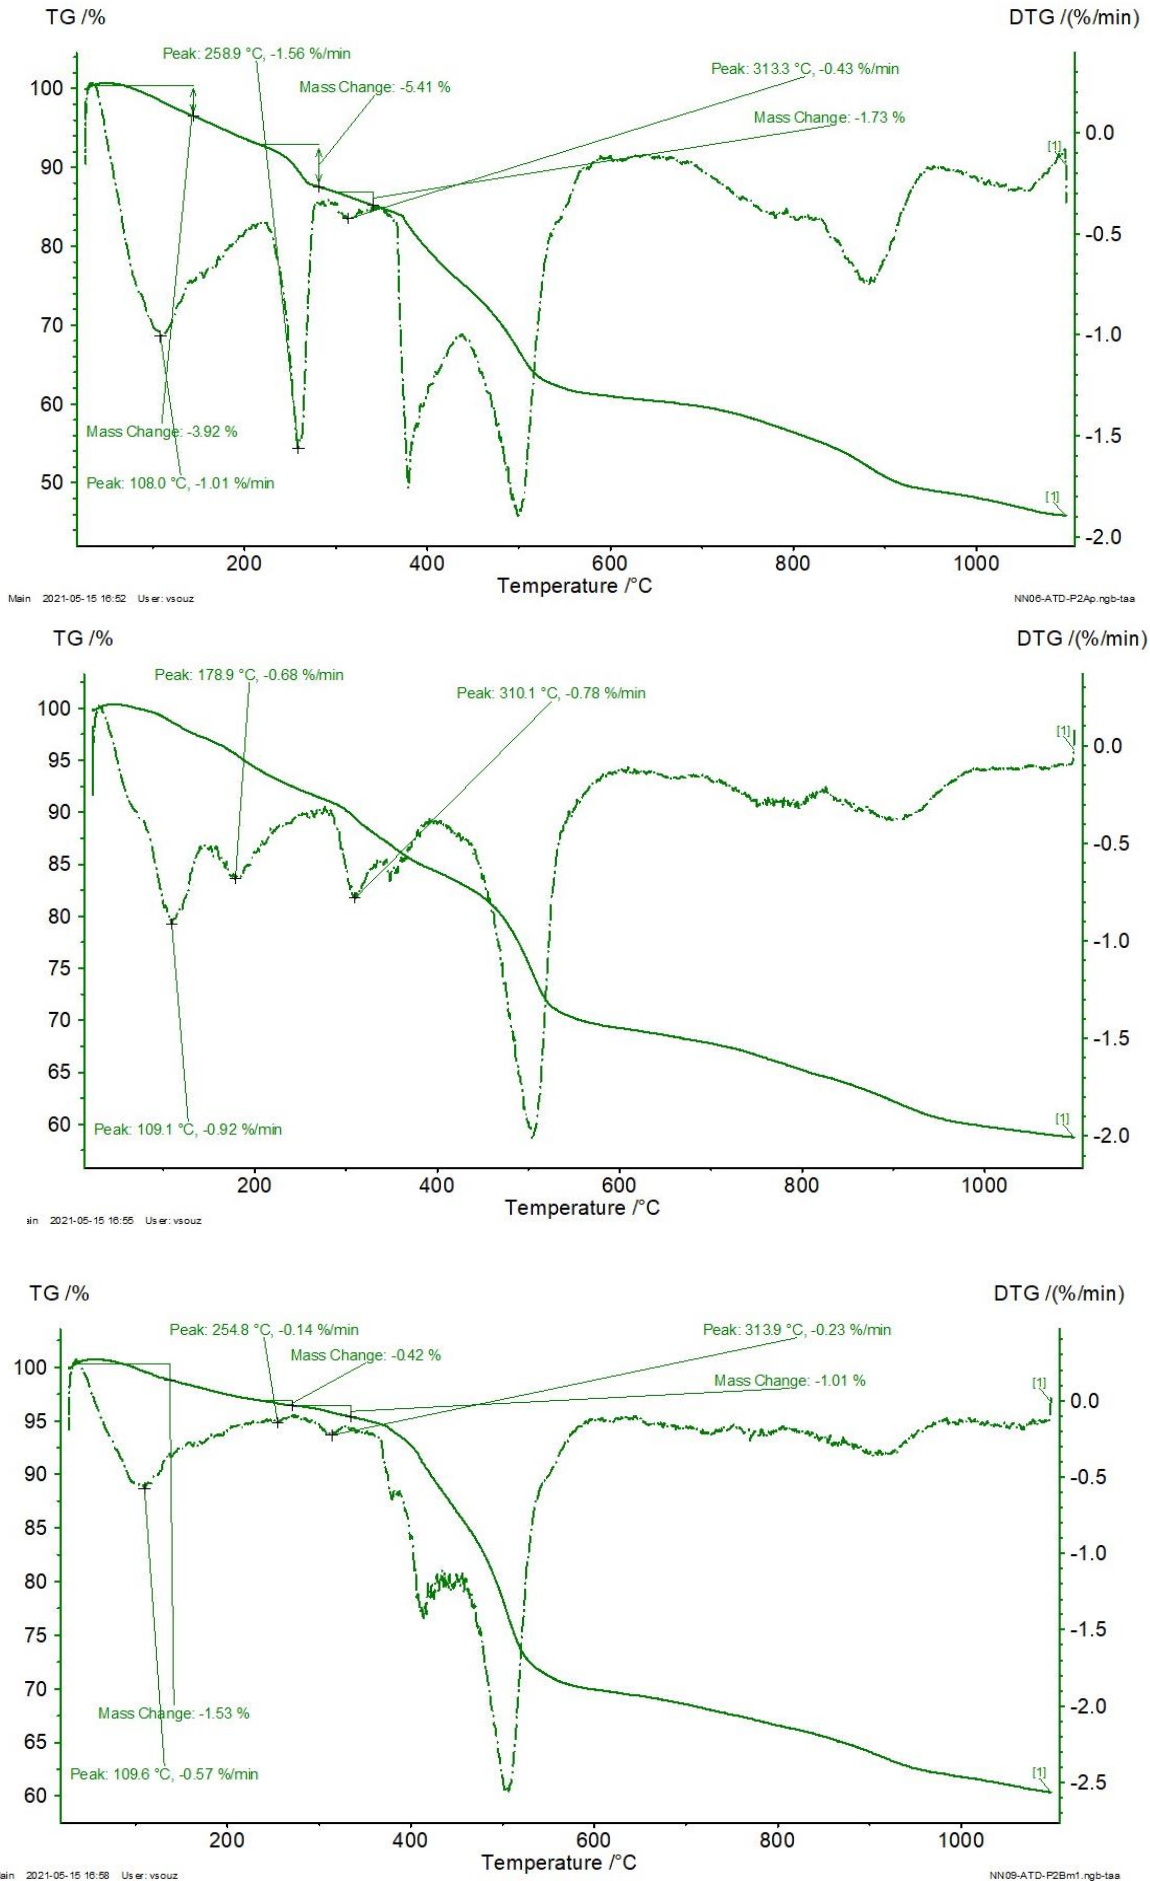 TG /% DTG /(%/min)
Peak: 258.9 °C, -1.56 %/min
Peak: 313.3 °C, -0.43 %/min
Mass Change: -5.41 %
100
Mass Change: -1.73 %
0.0
[1]
90
80
-0.5
70
-1.0
60
Mass Change: -3.92 %
-1.5
50
Peak: 108.0 °C, -1.01 %/min
[1]
-2.0
200 400 600 800 1000
Temperature /°C
Main 2021-05-15 16:52 User: vsouz NN06-ATD-P2Ap.ngb-taa
TG /% DTG /(%/min)
Peak: 178.9 °C, -0.68 %/min
Peak: 310.1 °C, -0.78 %/min
100
[1]
0.0
95
90
-0.5
85
80
-1.0
75
70
-1.5
65
60
[1]
Peak: 109.1 °C, -0.92 %/min
-2.0
200 400 600 800 1000
Temperature /°C
ain 2021-05-15 16:55 User: vsouz
TG /% DTG /(%/min)
Peak: 254.8 °C, -0.14 %/min
Peak: 313.9 °C, -0.23 %/min
Mass Change: -0.42 %
100
Mass Change: -1.01 %
[1]
0.0
95
90
-0.5
85
-1.0
80
75
-1.5
70
-2.0
Mass Change: -1.53 %
65
Peak: 109.6 °C, -0.57 %/min
[1]
60
-2.5
200 400 600 800 1000
Temperature /°C
ain 2021-05-15 16:58 User: vsouz NN09-ATD-P2Bm1.ngb-taa